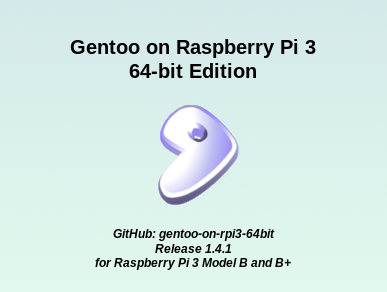 Gentoo on Raspberry Pi 3
64-bit Edition
GitHub: gentoo-on-rpi3-64bit
Release 1.4.1
for Raspberry Pi 3 Model B and B+